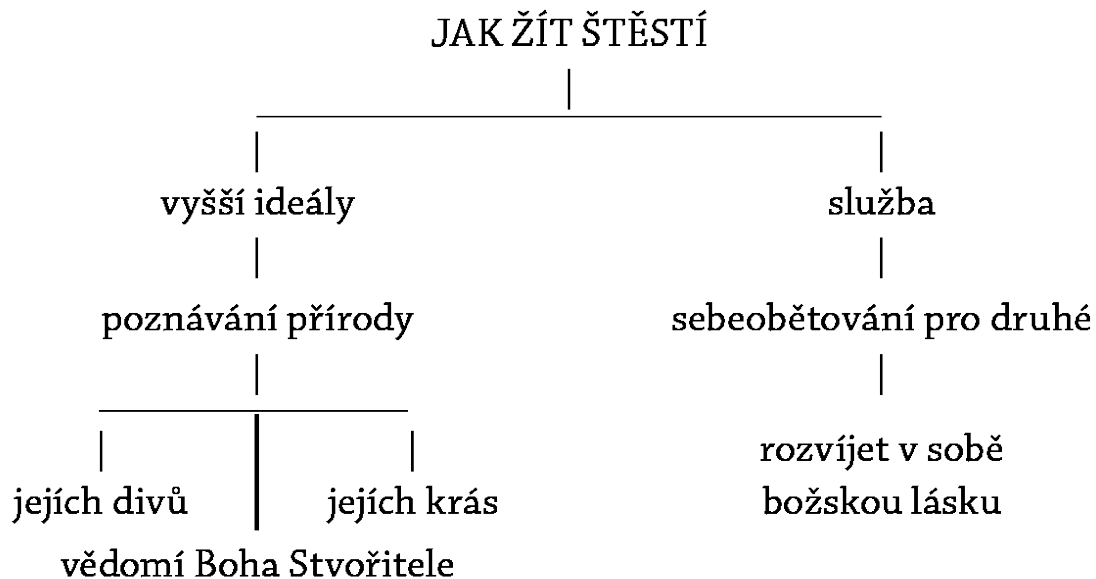 JAK ŽÍT ŠTĚSTÍ
vyšší ideály
služba
poznávání přírody
sebeobětování pro druhé
jejích divů
jejích krás
vědomí Boha Stvořitele
rozvíjet v sobě
božskou lásku